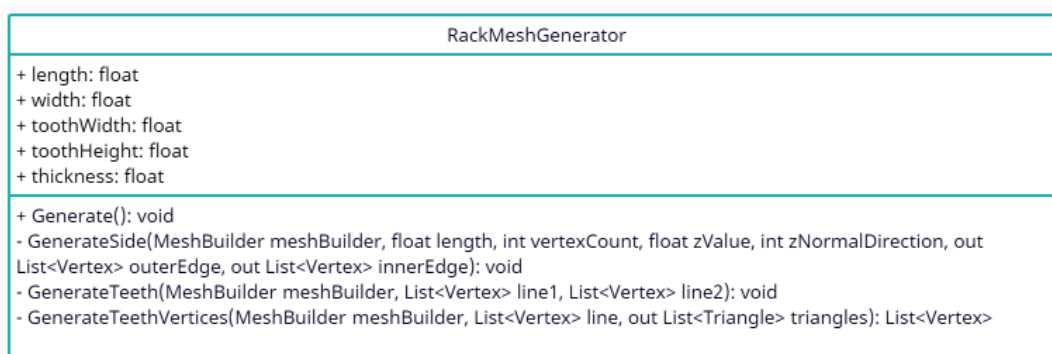 RackMeshGenerator
+ length: float
+ width: float
+ toothWidth: float
+ toothHeight: float
+ thickness: float
+ Generate(): void
- GenerateSide(MeshBuilder meshBuilder, float length, int vertexCount, float zValue, int zNormalDirection, out
List<Vertex> outerEdge, out List<Vertex> innerEdge): void
- GenerateTeeth(MeshBuilder meshBuilder, List<Vertex> line1, List<Vertex> line2): void
- GenerateTeethVertices(MeshBuilder meshBuilder, List<Vertex> line, out List<Triangle> triangles): List<Vertex>